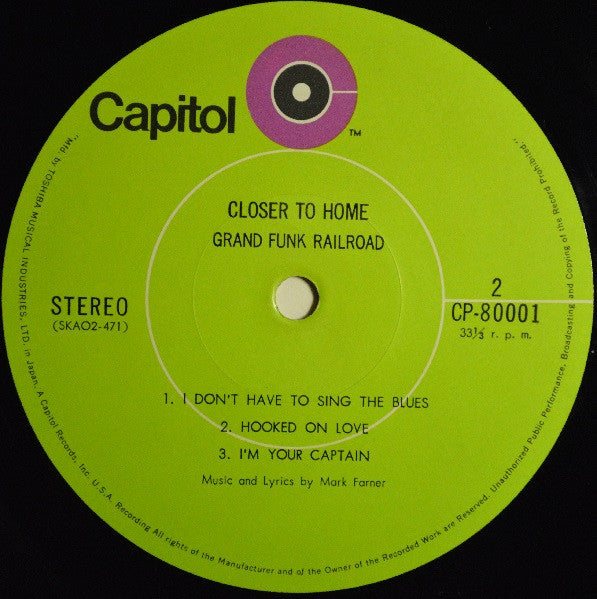 Capitol
TM
CLOSER TO HOME
GRAND FUNK RAILROAD
STEREO
(SKAO2-471)
2
CP-80001
33⅓ r. p. m.
1. I DON'T HAVE TO SING THE BLUES
2. HOOKED ON LOVE
3. I'M YOUR CAPTAIN
Music and Lyrics by Mark Farner
"Mfd. by TOSHIBA MUSICAL INDUSTRIES, LTD. in Japan. A Capitol Records, Inc. U.S.A. Recording All rights of the Manufacturer and of the Owner of the Recorded Work are Reserved. Unauthorized Public Performance, Broadcasting and Copying of the Record Prohibited."